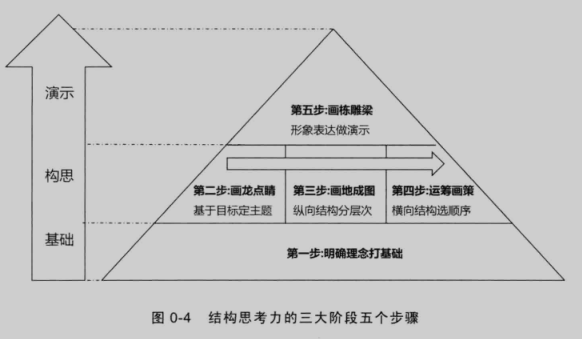 演示
构思
基础
第五步:画栋雕梁
形象表达做演示
第二步:画龙点睛
基于目标定主题
第三步:画地成图
纵向结构分层次
第四步:运筹画策
横向结构选顺序
第一步:明确理念打基础
图 0-4 结构思考力的三大阶段五个步骤